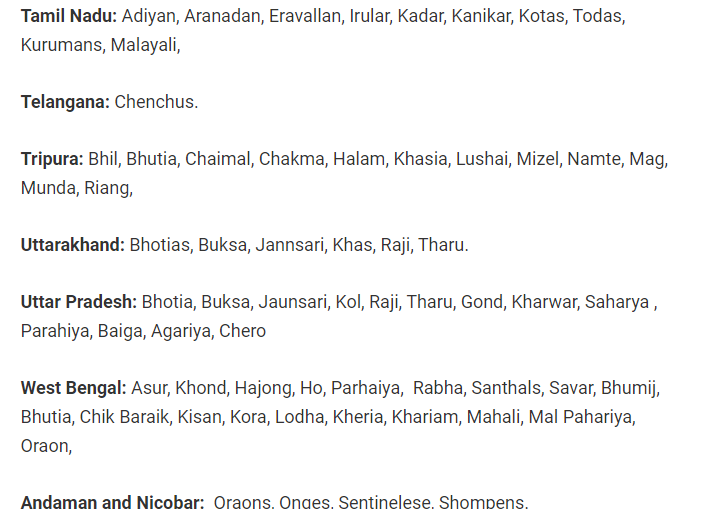 Tamil Nadu: Adiyan, Aranadan, Eravallan, Irular, Kadar, Kanikar, Kotas, Todas,
Kurumans, Malayali,
Telangana: Chenchus.
Tripura: Bhil, Bhutia, Chaimal, Chakma, Halam, Khasia, Lushai, Mizel, Namte, Mag,
Munda, Riang,
Uttarakhand: Bhotias, Buksa, Jannsari, Khas, Raji, Tharu.
Uttar Pradesh: Bhotia, Buksa, Jaunsari, Kol, Raji, Tharu, Gond, Kharwar, Saharya ,
Parahiya, Baiga, Agariya, Chero
West Bengal: Asur, Khond, Hajong, Ho, Parhaiya,  Rabha, Santhals, Savar, Bhumij,
Bhutia, Chik Baraik, Kisan, Kora, Lodha, Kheria, Khariam, Mahali, Mal Pahariya,
Oraon,
Andaman and Nicobar:  Oraons, Onges, Sentinelese, Shompens.